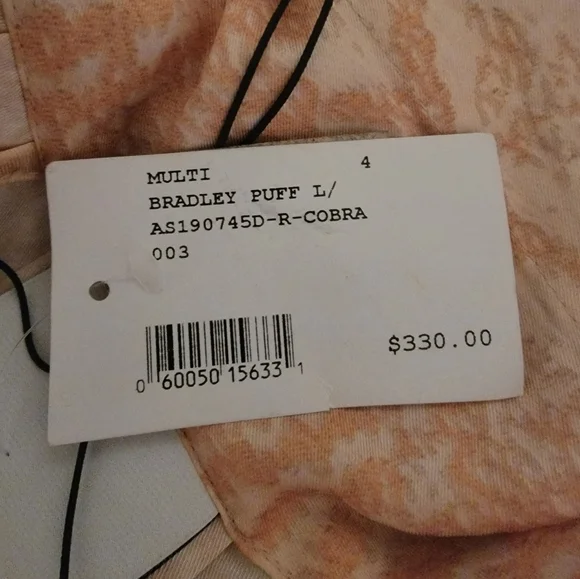 MULTI 4
BRADLEY PUFF L/
AS190745D-R-COBRA
003
$330.00
0 60050 15633 1